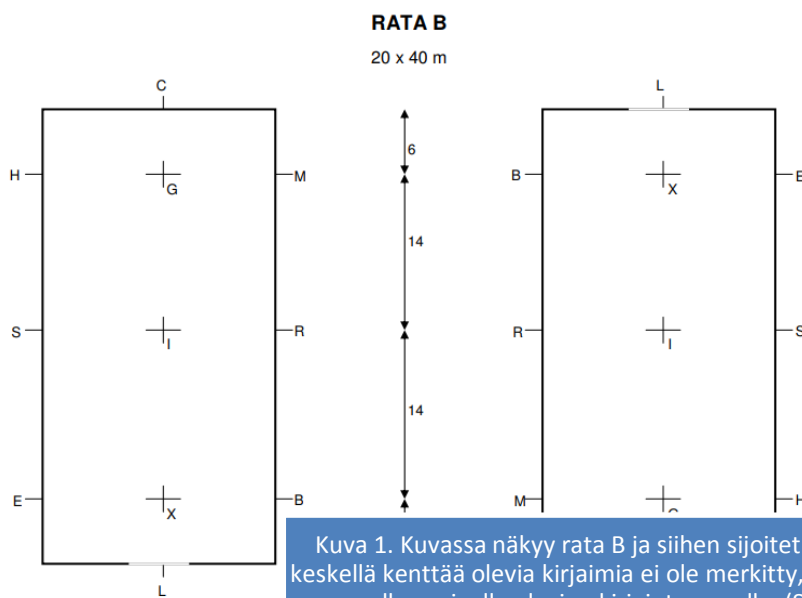 RATA B
20 x 40 m
C L
H G M 6 B X E
14
S I R R I S
14
E X B M H
L
Kuva 1. Kuvassa näkyy rata B ja siihen sijoitet
keskellä kenttää olevia kirjaimia ei ole merkitty,